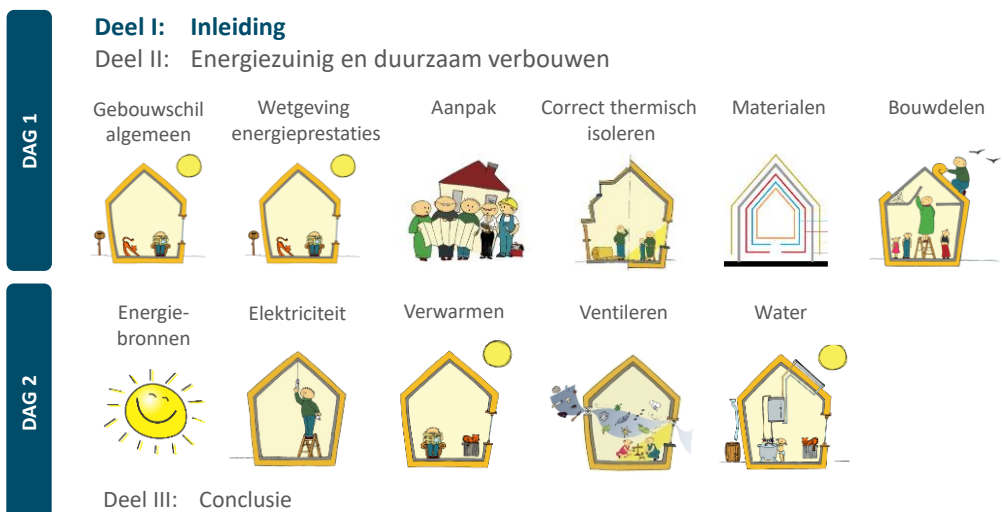 DAG 1
Deel I: Inleiding
Deel II: Energiezuinig en duurzaam verbouwen
Gebouwschil
algemeen
Wetgeving
energieprestaties
Aanpak
Correct thermisch
isoleren
Materialen
Bouwdelen
DAG 2
Energie-
bronnen
Elektriciteit
Verwarmen
Ventileren
Water
Deel III: Conclusie